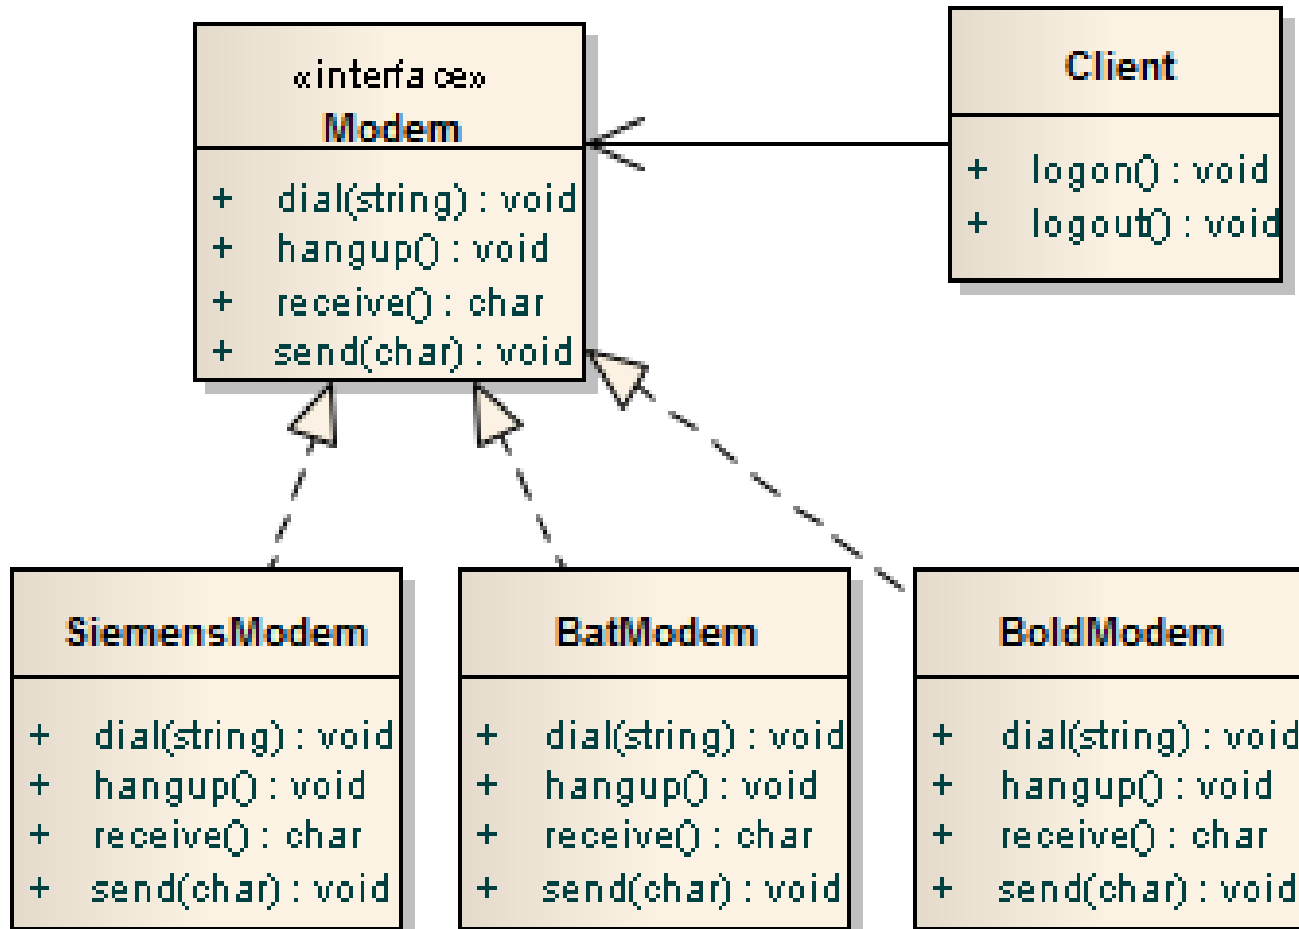 «interface»
Modem
+ dial(string) : void
+ hangup() : void
+ receive() : char
+ send(char) : void
Client
+ logon() : void
+ logout() : void
SiemensModem
+ dial(string) : void
+ hangup() : void
+ receive() : char
+ send(char) : void
BatModem
+ dial(string) : void
+ hangup() : void
+ receive() : char
+ send(char) : void
BoldModem
+ dial(string) : void
+ hangup() : void
+ receive() : char
+ send(char) : void